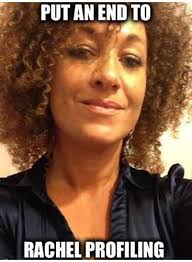 PUT AN END TO
RACHEL PROFILING